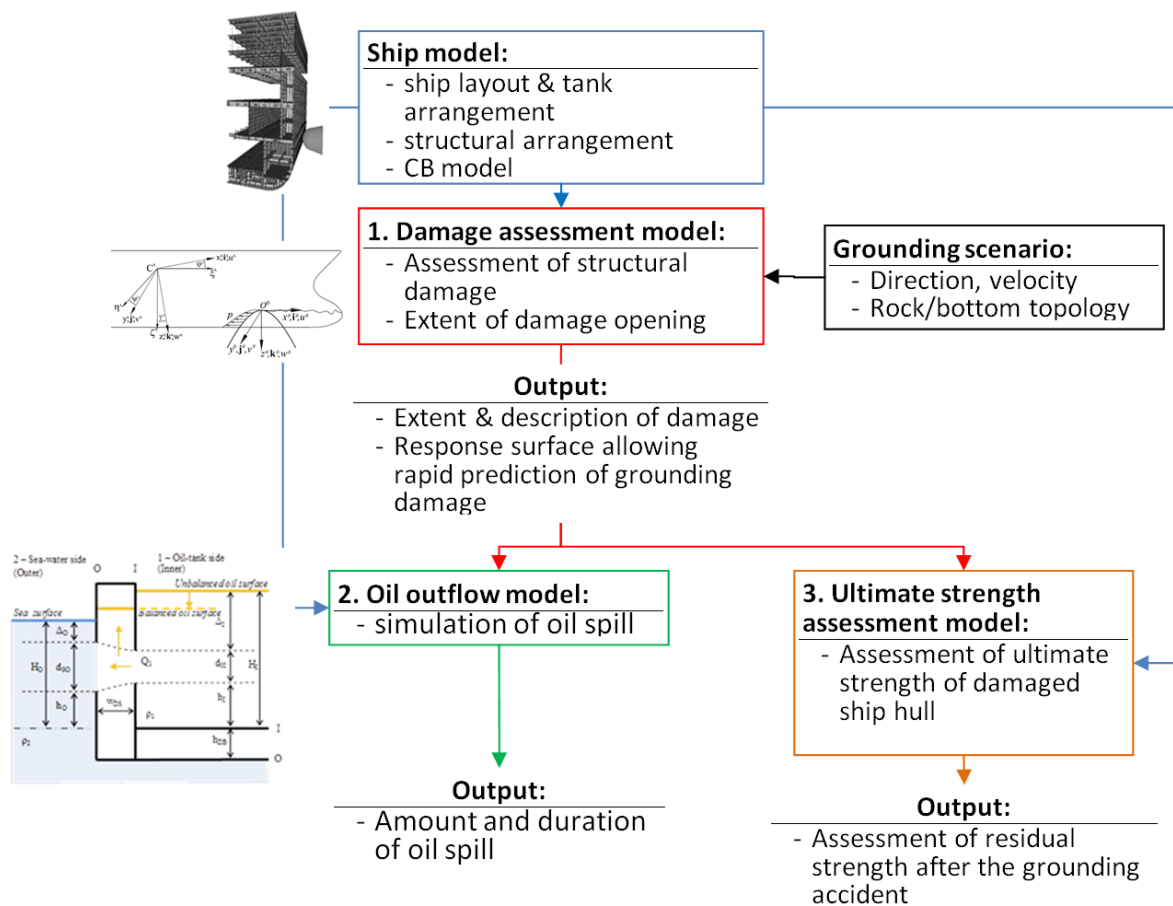 Ship model:
- ship layout & tank
arrangement
- structural arrangement
- CB model
1. Damage assessment model:
- Assessment of structural
damage
- Extent of damage opening
Grounding scenario:
- Direction, velocity
- Rock/bottom topology
Output:
- Extent & description of damage
- Response surface allowing
rapid prediction of grounding
damage
2 – Sea-water side
(Outer)
1 – Oil-tank side
(Inner)
O
I
Unbalanced oil surface
Sea surface
Balanced oil surface
Q₁
ρ₁
ρ₂
I
O
2. Oil outflow model:
- simulation of oil spill
3. Ultimate strength
assessment model:
- Assessment of ultimate
strength of damaged
ship hull
Output:
- Amount and duration
of oil spill
Output:
- Assessment of residual
strength after the grounding
accident